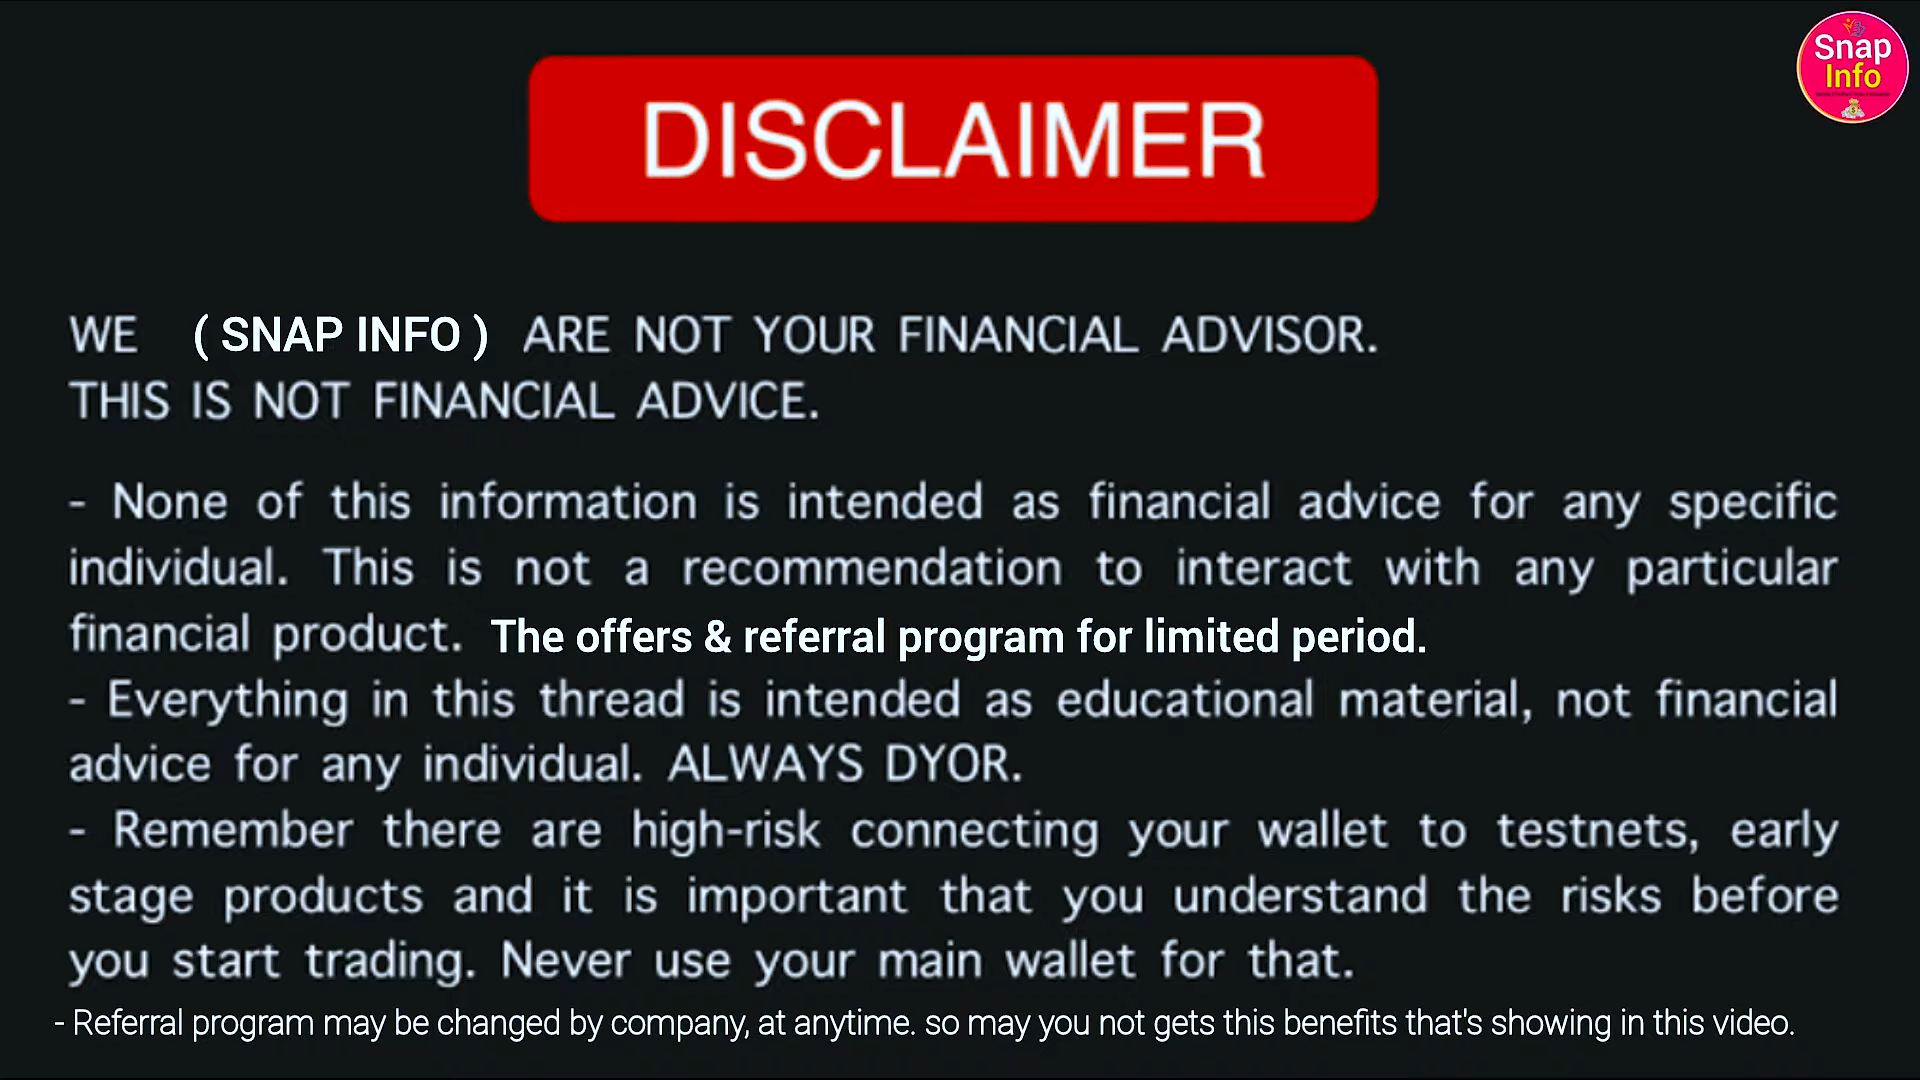 Snap
Info
DISCLAIMER
WE ( SNAP INFO ) ARE NOT YOUR FINANCIAL ADVISOR.
THIS IS NOT FINANCIAL ADVICE.
- None of this information is intended as financial advice for any specific
individual. This is not a recommendation to interact with any particular
financial product. The offers & referral program for limited period.
- Everything in this thread is intended as educational material, not financial
advice for any individual. ALWAYS DYOR.
- Remember there are high-risk connecting your wallet to testnets, early
stage products and it is important that you understand the risks before
you start trading. Never use your main wallet for that.
- Referral program may be changed by company, at anytime. so may you not gets this benefits that's showing in this video.